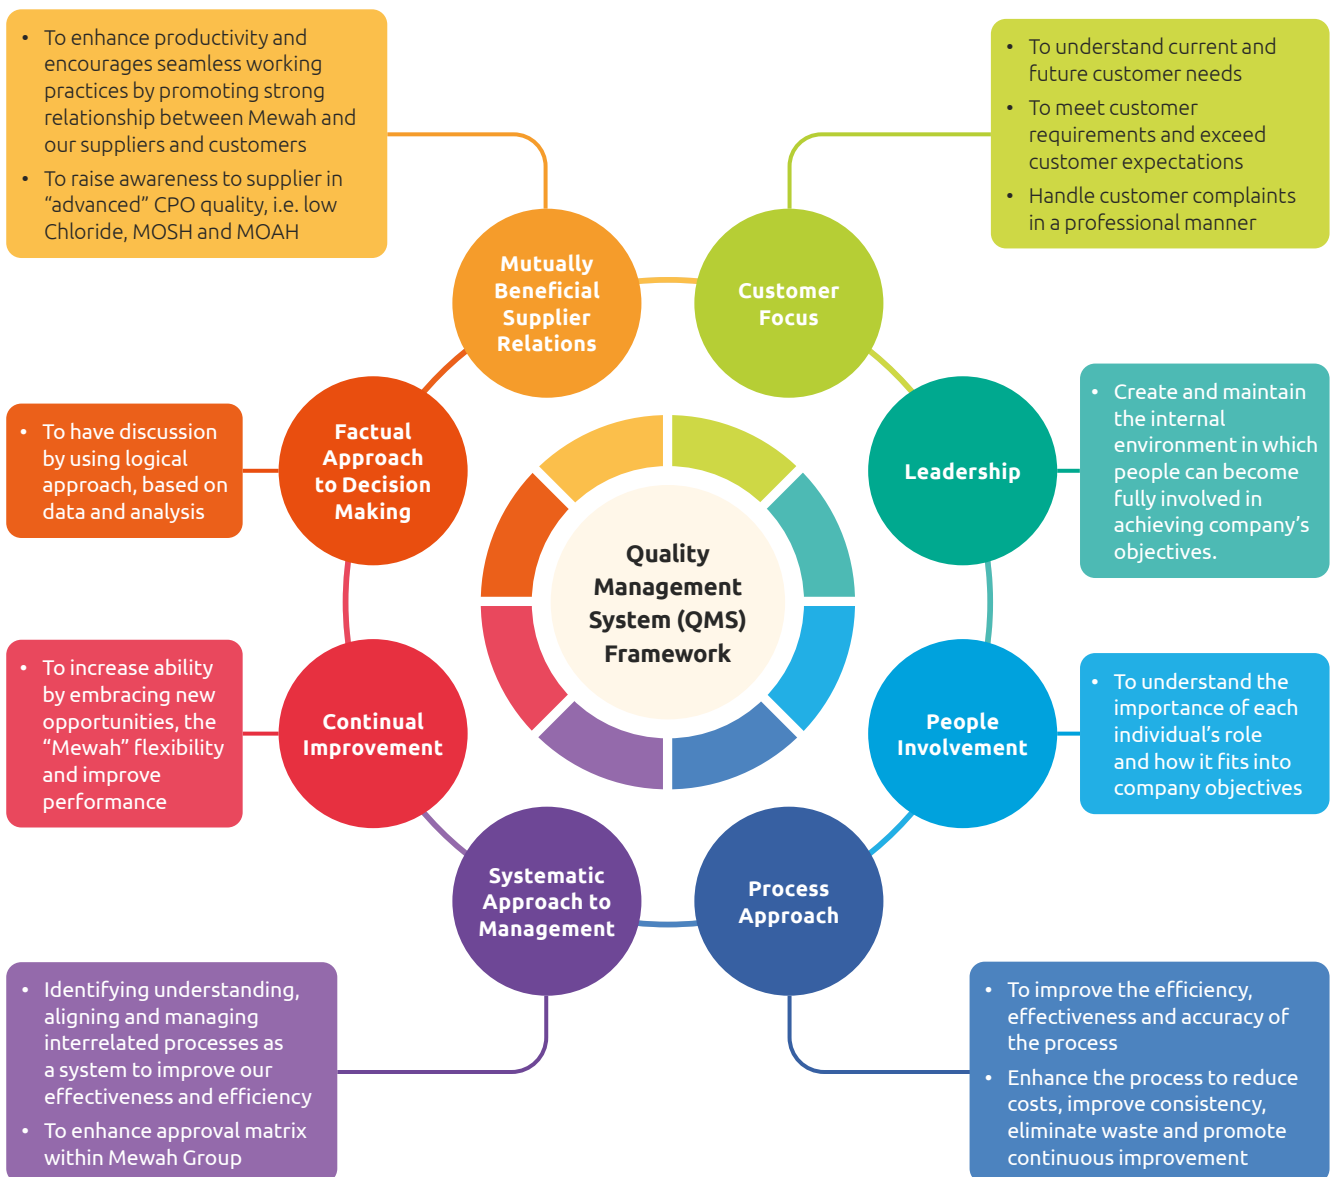 • To enhance productivity and
encourages seamless working
practices by promoting strong
relationship between Mewah and
our suppliers and customers
• To raise awareness to supplier in
“advanced” CPO quality, i.e. low
Chloride, MOSH and MOAH
• To understand current and
future customer needs
• To meet customer
requirements and exceed
customer expectations
• Handle customer complaints
in a professional manner
Mutually
Beneficial
Supplier
Relations
Customer
Focus
• To have discussion
by using logical
approach, based on
data and analysis
Factual
Approach
to Decision
Making
Leadership
• Create and maintain
the internal
environment in which
people can become
fully involved in
achieving company’s
objectives.
Quality
Management
System (QMS)
Framework
• To increase ability
by embracing new
opportunities, the
“Mewah” flexibility
and improve
performance
Continual
Improvement
People
Involvement
• To understand the
importance of each
individual’s role
and how it fits into
company objectives
Systematic
Approach to
Management
Process
Approach
• Identifying understanding,
aligning and managing
interrelated processes as
a system to improve our
effectiveness and efficiency
• To enhance approval matrix
within Mewah Group
• To improve the efficiency,
effectiveness and accuracy of
the process
• Enhance the process to reduce
costs, improve consistency,
eliminate waste and promote
continuous improvement